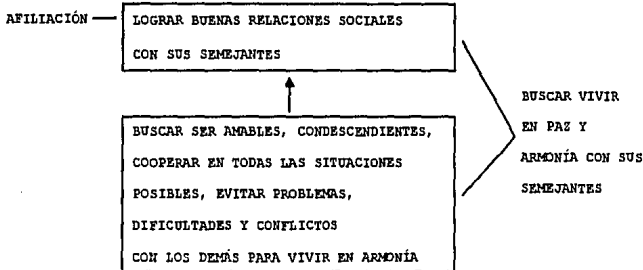 AFILIACIÓN
LOGRAR BUENAS RELACIONES SOCIALES
CON SUS SEMEJANTES
BUSCAR SER AMABLES, CONDESCENDIENTES,
COOPERAR EN TODAS LAS SITUACIONES
POSIBLES, EVITAR PROBLEMAS,
DIFICULTADES Y CONFLICTOS
CON LOS DEMÁS PARA VIVIR EN ARMONÍA
BUSCAR VIVIR
EN PAZ Y
ARMONÍA CON SUS
SEMEJANTES